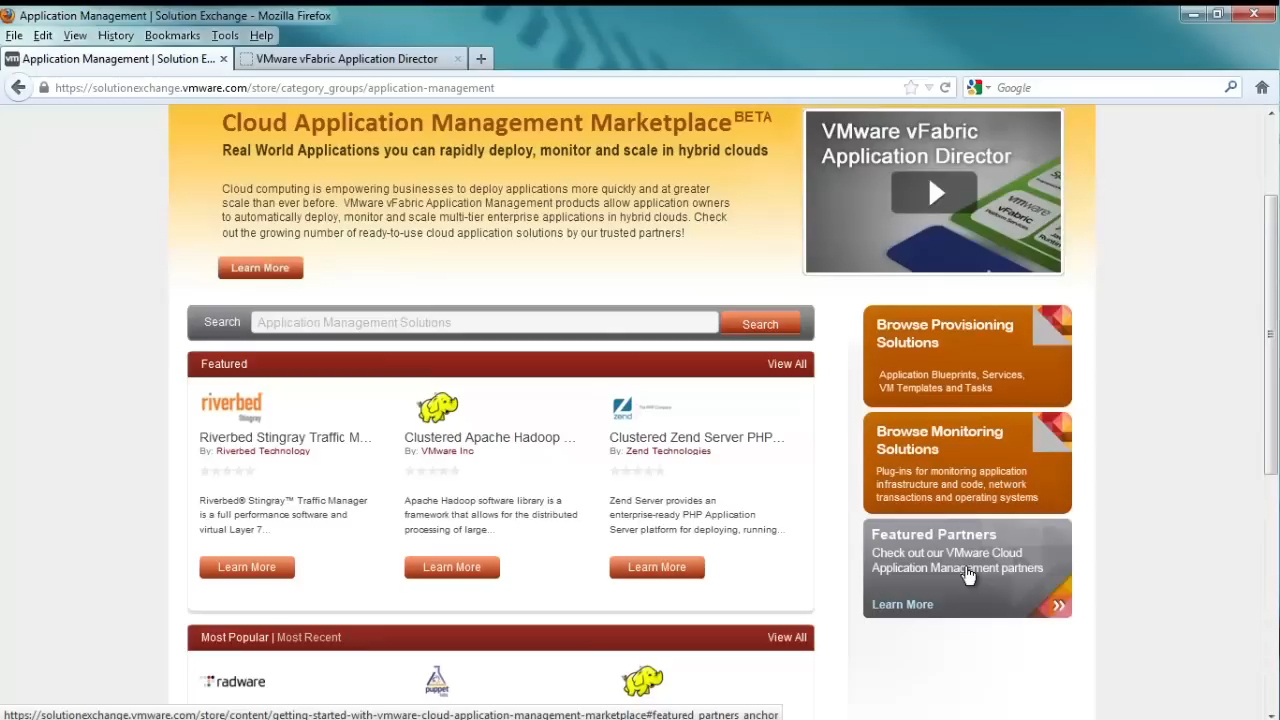 Application Management | Solution Exchange - Mozilla Firefox
File Edit View History Bookmarks Tools Help
vm Application Management | Solution E... × VMware vFabric Application Director × +
https://solutionexchange.vmware.com/store/category_groups/application-management Google
Cloud Application Management Marketplace BETA
Real World Applications you can rapidly deploy, monitor and scale in hybrid clouds
Cloud computing is empowering businesses to deploy applications more quickly and at greater
scale than ever before. VMware vFabric Application Management products allow application owners
to automatically deploy, monitor and scale multi-tier enterprise applications in hybrid clouds. Check
out the growing number of ready-to-use cloud application solutions by our trusted partners!
Learn More
VMware vFabric
Application Director
vmware
vFabric
Platform Services
Search Application Management Solutions Search
Featured View All
riverbed
Stingray
zend
Riverbed Stingray Traffic M...
By: Riverbed Technology
Riverbed® Stingray™ Traffic Manager
is a full performance software and
virtual Layer 7...
Learn More
Clustered Apache Hadoop ...
By: VMware Inc
Apache Hadoop software library is a
framework that allows for the distributed
processing of large...
Learn More
Clustered Zend Server PHP...
By: Zend Technologies
Zend Server provides an
enterprise-ready PHP Application
Server platform for deploying, running...
Learn More
Browse Provisioning
Solutions
Application Blueprints, Services,
VM Templates and Tasks
Browse Monitoring
Solutions
Plug-ins for monitoring application
infrastructure and code, network
transactions and operating systems
Featured Partners
Check out our VMware Cloud
Application Management partners
Learn More »
Most Popular | Most Recent View All
radware
puppet
labs
https://solutionexchange.vmware.com/store/content/getting-started-with-vmware-cloud-application-management-marketplace#featured_partners_anchor